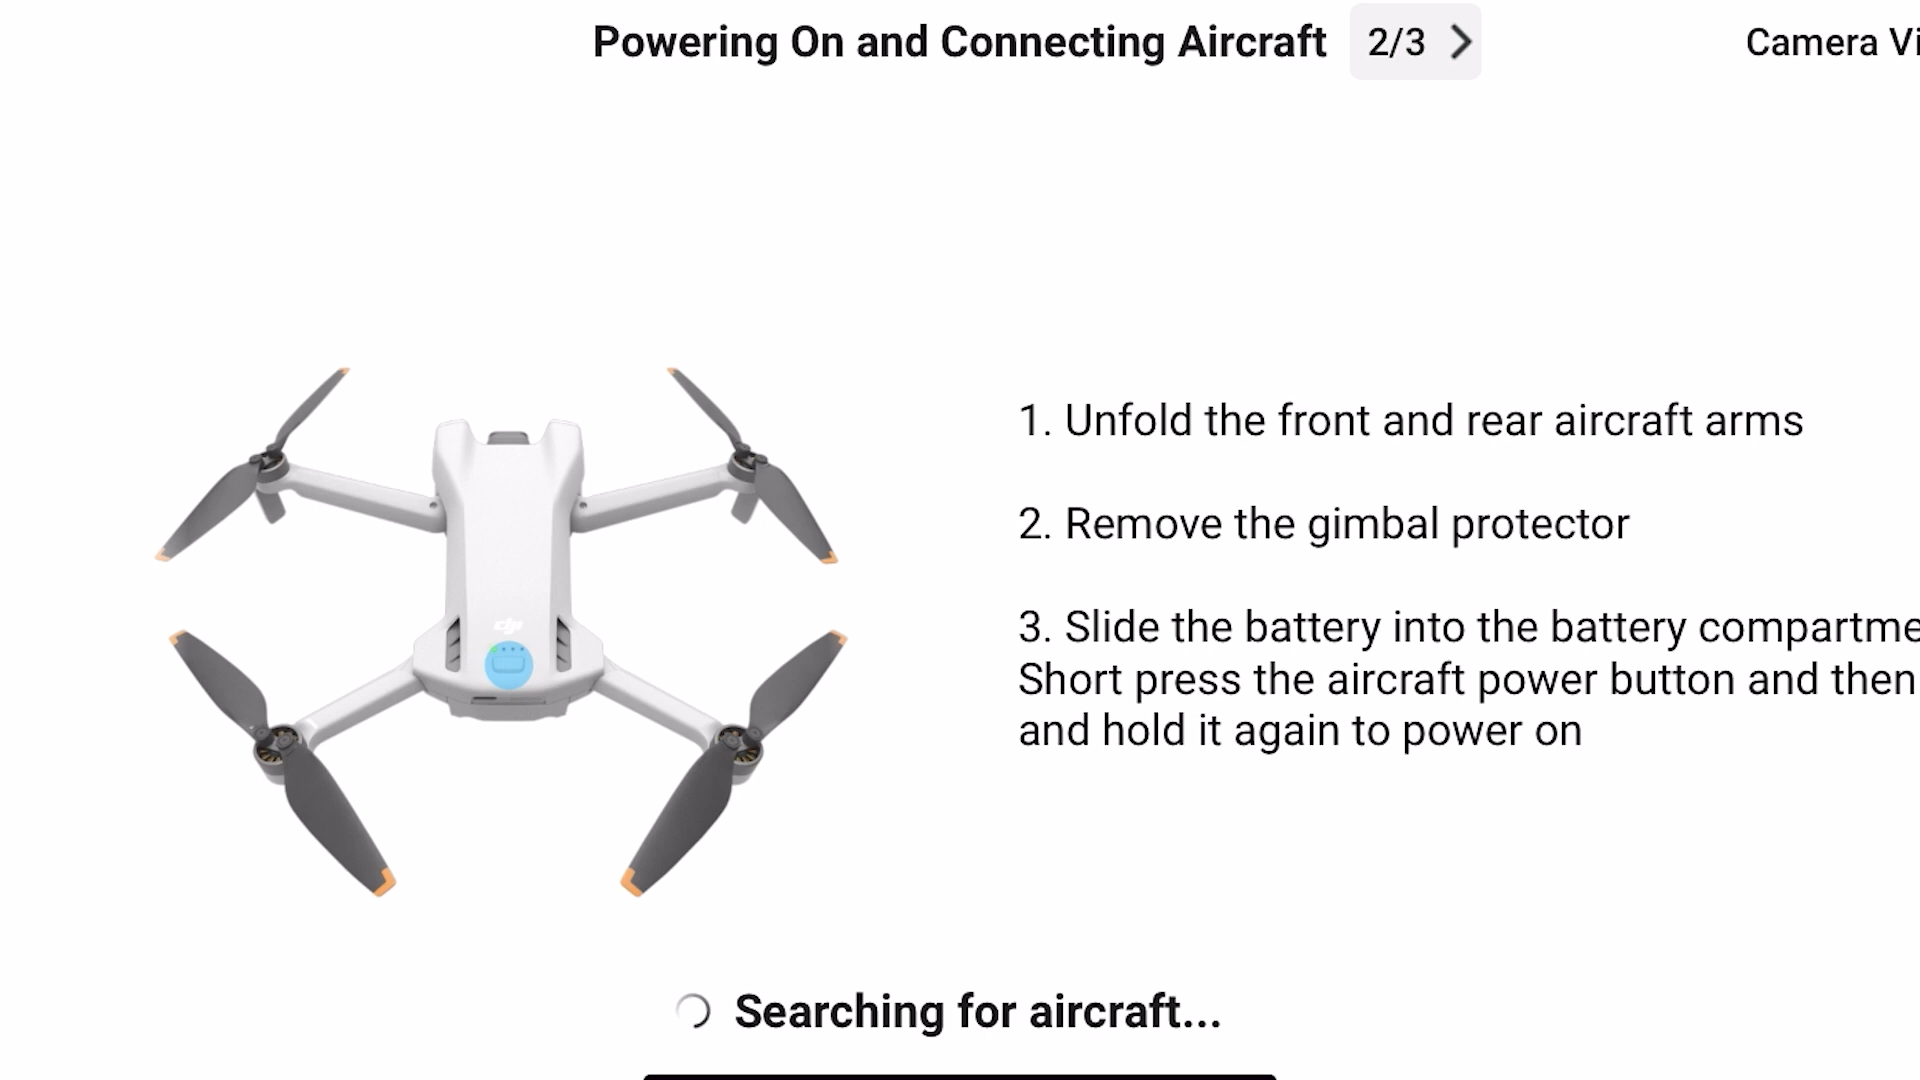 Powering On and Connecting Aircraft 2/3 Camera
1. Unfold the front and rear aircraft arms
2. Remove the gimbal protector
3. Slide the battery into the battery
Short press the aircraft power button and then
and hold it again to power on
dji
Searching for aircraft...